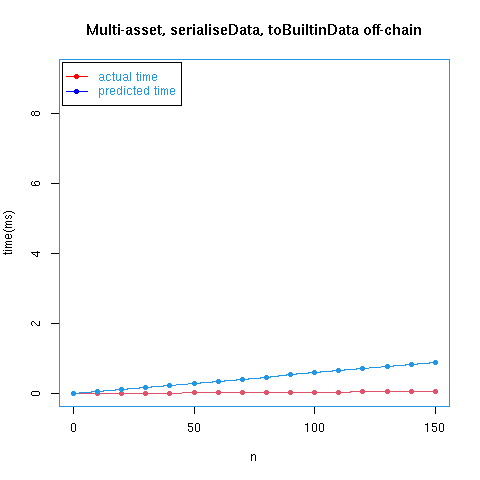 Multi-asset, serialiseData, toBuiltinData off-chain
actual time
predicted time
8
6
4
2
0
time(ms)
0 50 100 150
n